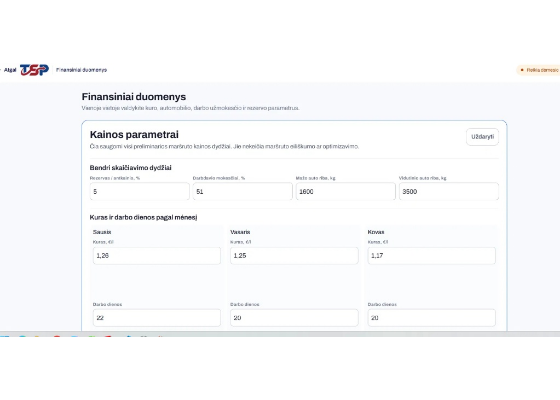 Atgal TSP Finansiniai duomenys
Finansiniai duomenys
Vienoje vietoje valdykite kuro, automobilio, darbo užmokesčio ir rezervo parametrus.
Kainos parametrai
Uždaryti
Čia saugomi visi preliminarios maršruto kainos dydžiai. Jie nekeičia maršruto eiliškumo ar optimizavimo.
Bendri skaičiavimo dydžiai
Darbdavio mokesčiai, % Mažo auto riba, kg Vidutinio auto riba, kg
5 51 1600 3500
Kuras ir darbo dienos pagal mėnesį
Sausis Vasaris Kovas
Kuras, €/l Kuras, €/l Kuras, €/l
1,26 1,25 1,17
Darbo dienos Darbo dienos Darbo dienos
22 20 20